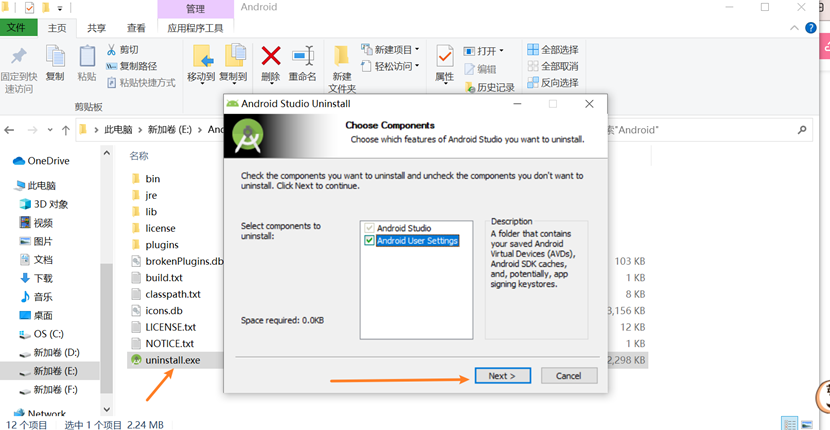 管理
Android
文件
主页
共享
查看
应用程序工具
固定到快
速访问
复制
粘贴
剪切
复制路径
粘贴快捷方式
剪贴板
移动到
复制到
删除
重命名
新建
文件夹
新建项目
轻松访问
属性
打开
编辑
历史记录
全部选择
全部取消
反向选择
此电脑
新加卷 (E:)
"Android"
OneDrive
此电脑
3D 对象
视频
图片
文档
下载
音乐
桌面
OS (C:)
新加卷 (D:)
新加卷 (E:)
新加卷 (F:)
Network
名称
bin
jre
lib
license
plugins
brokenPlugins.db
build.txt
classpath.txt
icons.db
LICENSE.txt
NOTICE.txt
uninstall.exe
103 KB
1 KB
8 KB
3,156 KB
12 KB
1 KB
2,298 KB
Android Studio Uninstall
Choose Components
Choose which features of Android Studio you want to uninstall.
Check the components you want to uninstall and uncheck the components you don't want to
uninstall. Click Next to continue.
Select components to
uninstall:
Android Studio
Android User Settings
Description
A folder that contains
your saved Android
Virtual Devices (AVDs),
Android SDK caches,
and, potentially, app
signing keystores.
Space required: 0.0KB
Next >
Cancel
12 个项目
选中 1 个项目 2.24 MB